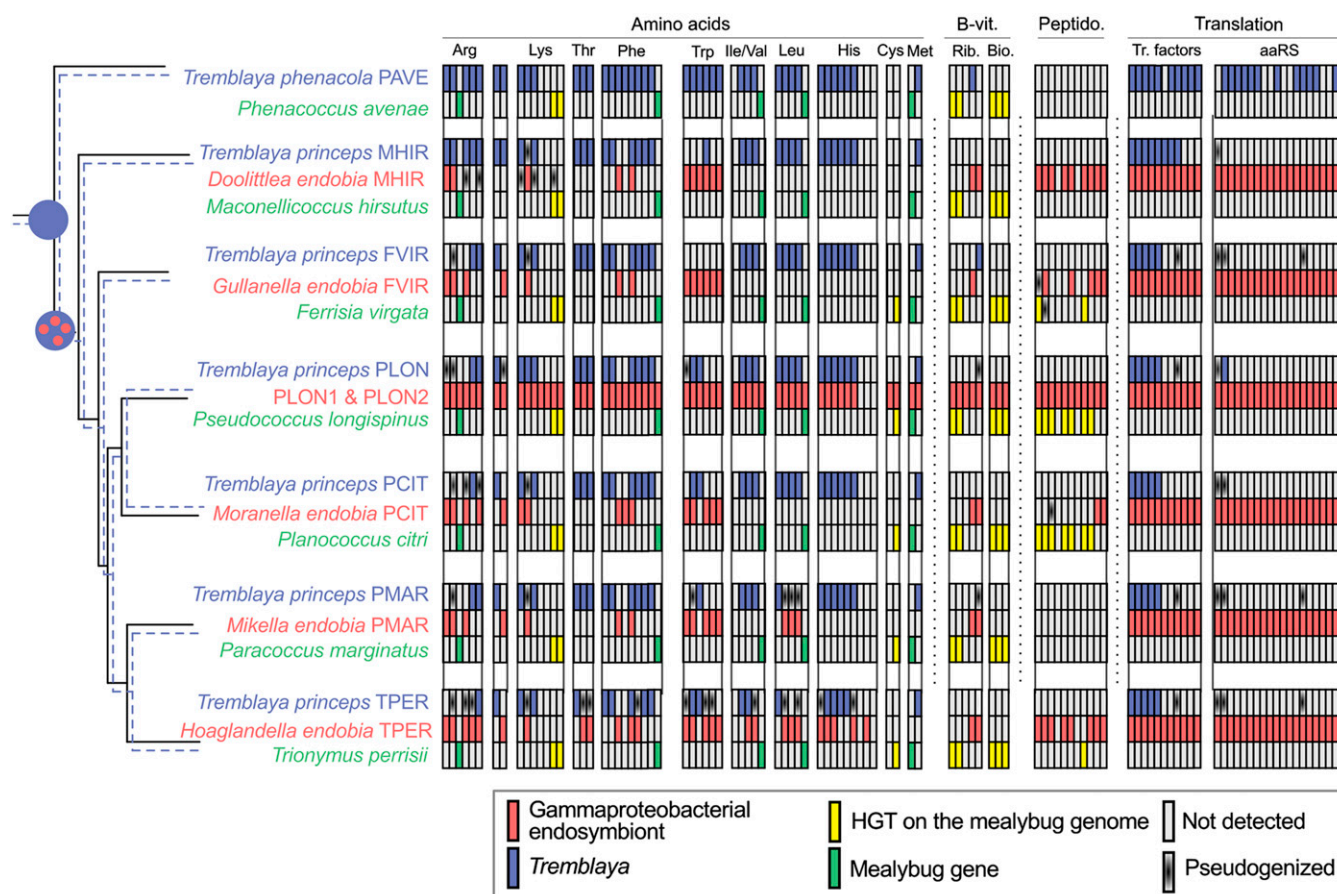 Amino acids B-vit. Peptido. Translation
Arg Lys Thr Phe Trp Ile/Val Leu His Cys Met Rib. Bio. Tr. factors aaRS
Tremblaya phenacola PAVE
Phenacoccus avenae
Tremblaya princeps MHIR
Doolittlea endobia MHIR
Maconellicoccus hirsutus
Tremblaya princeps FVIR
Gullanella endobia FVIR
Ferrisia virgata
Tremblaya princeps PLON
PLON1 & PLON2
Pseudococcus longispinus
Tremblaya princeps PCIT
Moranella endobia PCIT
Planococcus citri
Tremblaya princeps PMAR
Mikella endobia PMAR
Paracoccus marginatus
Tremblaya princeps TPER
Hoaglandella endobia TPER
Trionymus perrisii
Gammaproteobacterial
endosymbiont
Tremblaya
HGT on the mealybug genome
Mealybug gene
Not detected
Pseudogenized